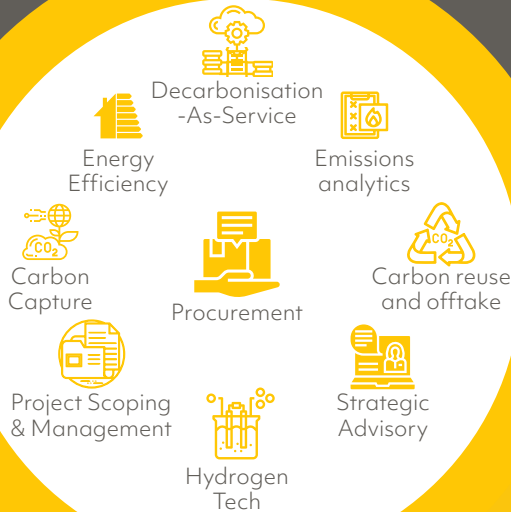 Decarbonisation
-As-Service
Energy
Efficiency
Emissions
analytics
CO2
Carbon
Capture
Procurement
CO2
Carbon reuse
and offtake
Project Scoping
& Management
Strategic
Advisory
Hydrogen
Tech